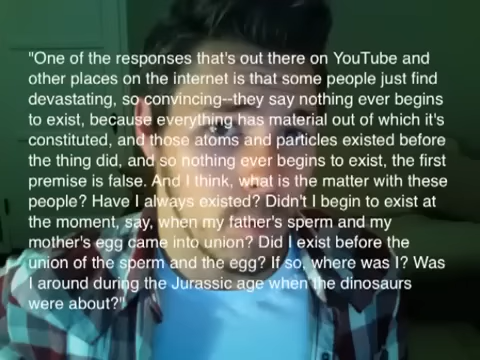 "One of the responses that's out there on YouTube and
other places on the internet is that some people just find
devastating, so convincing--they say nothing ever begins
to exist, because everything has material out of which it's
constituted, and those atoms and particles existed before
the thing did, and so nothing ever begins to exist, the first
premise is false. And I think, what is the matter with these
people? Have I always existed? Didn't I begin to exist at
the moment, say, when my father's sperm and my
mother's egg came into union? Did I exist before the
union of the sperm and the egg? If so, where was I? Was
I around during the Jurassic age when the dinosaurs
were about?"